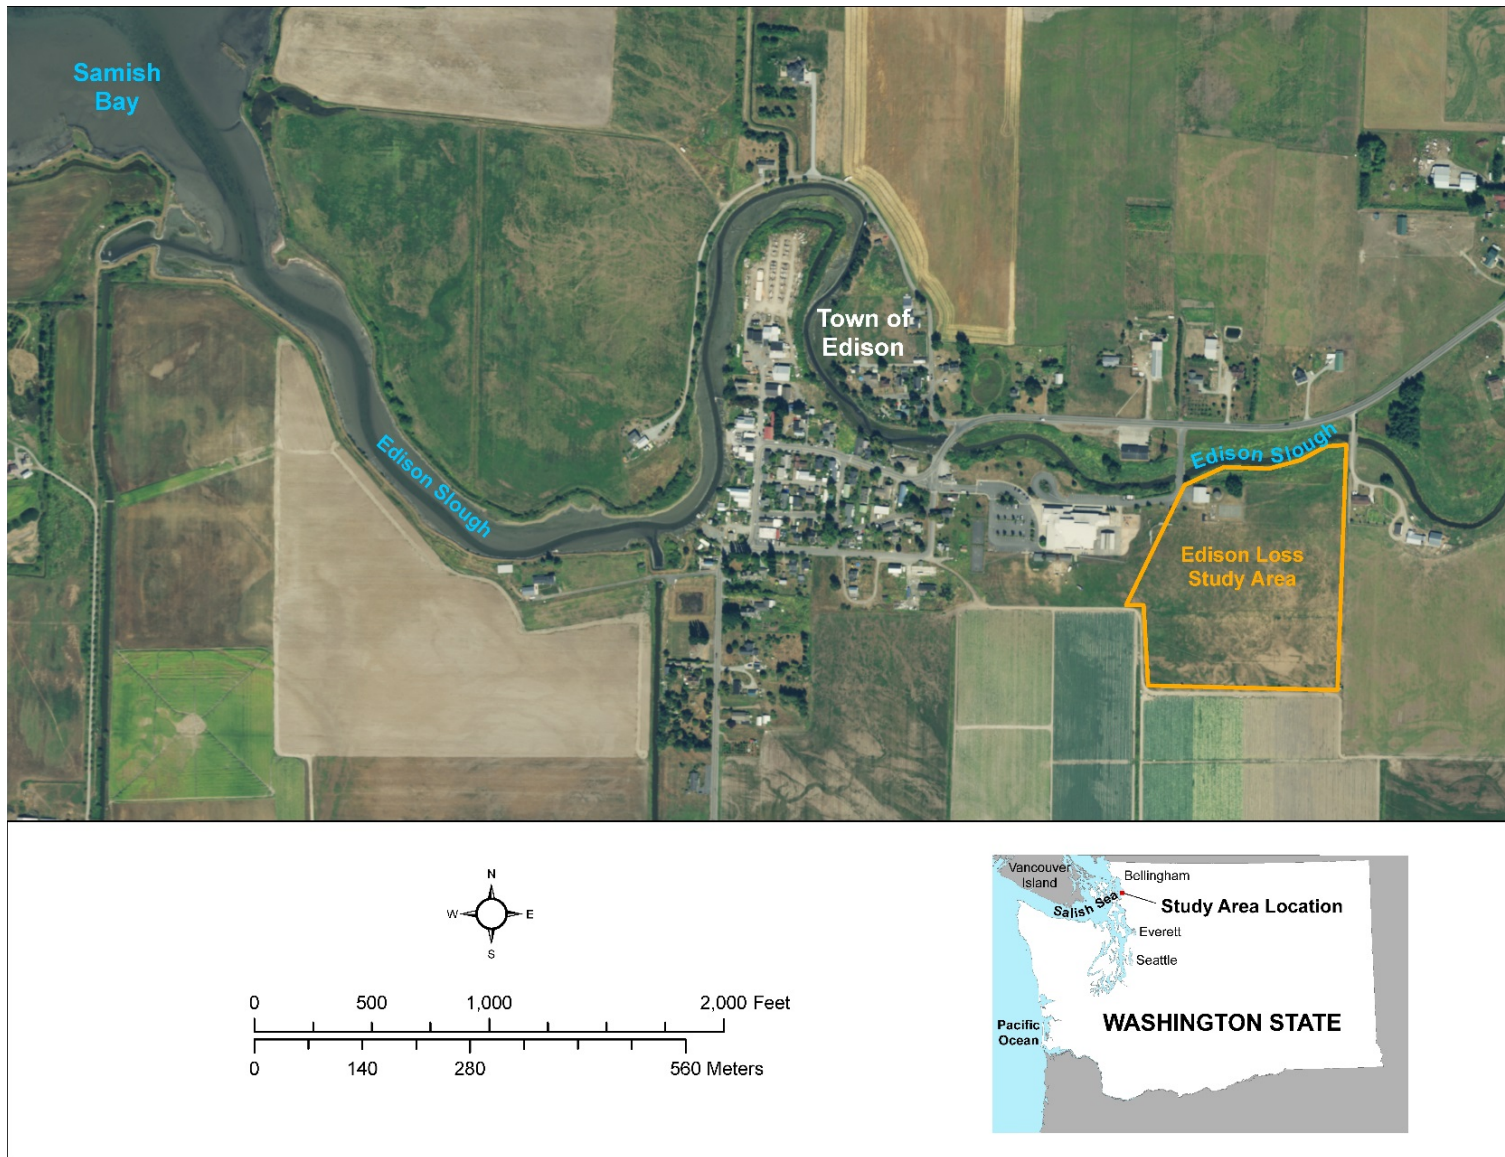 Samish
Bay
Town of
Edison
Edison Slough
Edison Slough
Edison Loss
Study Area
N
W
E
S
0
500
1,000
2,000 Feet
0
140
280
560 Meters
Vancouver
Island
Bellingham
Salish Sea
Study Area Location
Everett
Seattle
Pacific
Ocean
WASHINGTON STATE